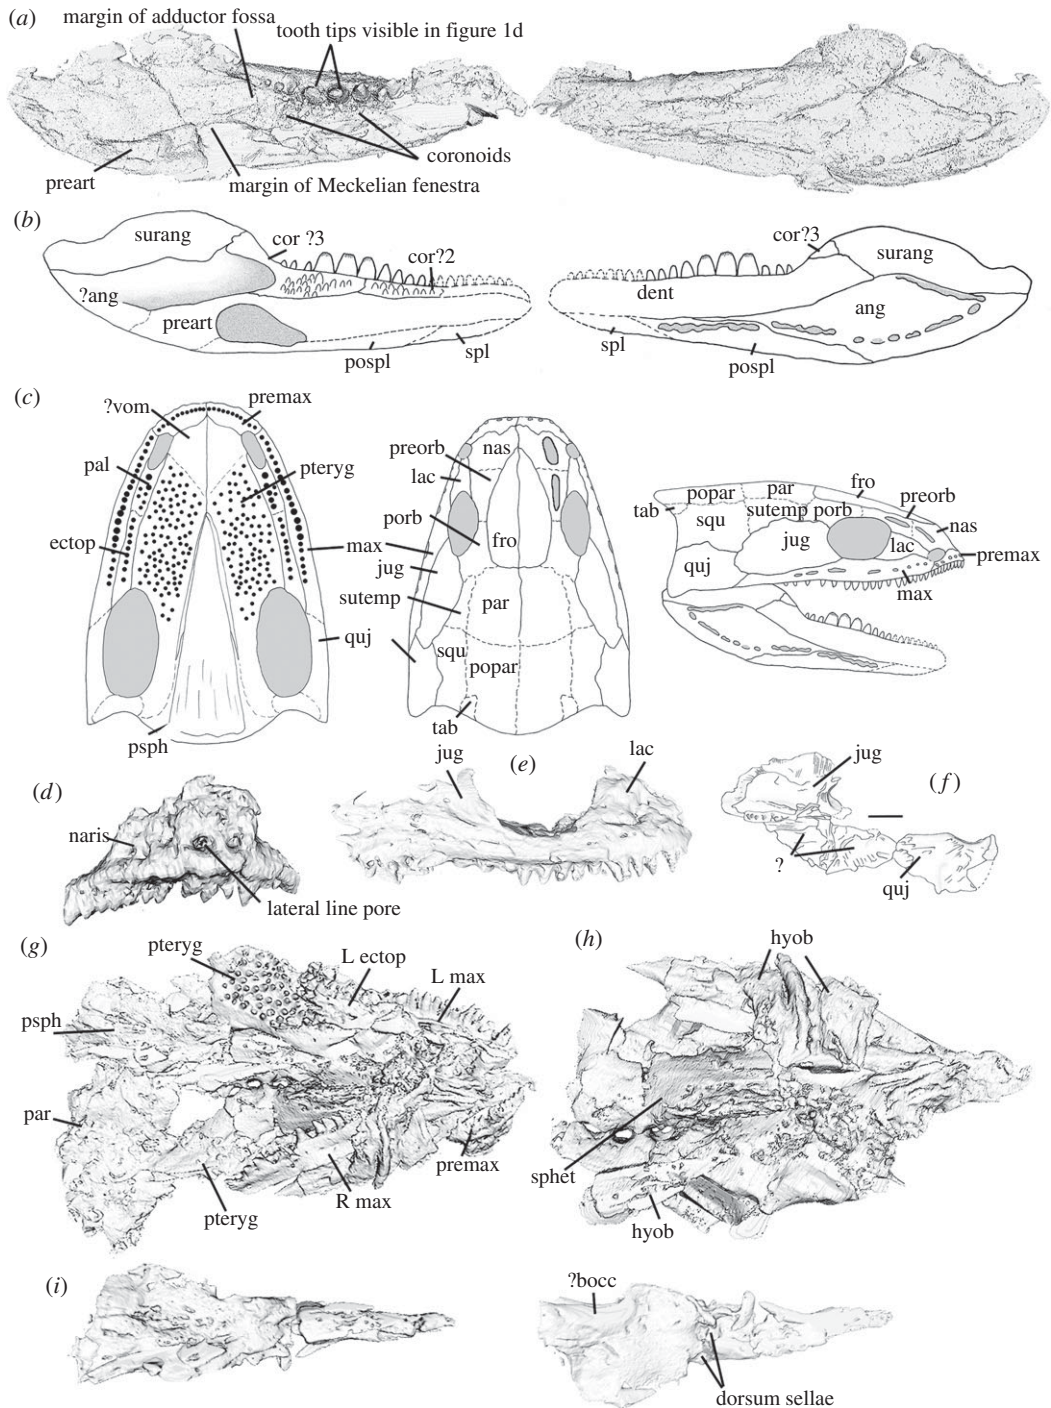 (a)
margin of adductor fossa
tooth tips visible in figure 1d
coronoids
preart
margin of Meckelian fenestra
(b)
surang
cor ?3
cor?2
?ang
preart
pospl
spl
cor?3
surang
dent
ang
spl
pospl
(c)
?vom
premax
pal
pteryg
ectop
max
jug
sutemp
quj
psph
preorb
nas
lac
porb
fro
par
squ
popar
tab
popar
par
fro
preorb
tab
squ
sutemp
porb
nas
jug
lac
premax
quj
max
(d)
naris
lateral line pore
(e)
jug
lac
(f)
jug
?
quj
(g)
pteryg
L ectop
L max
psph
par
premax
R max
pteryg
(h)
hyob
sphet
hyob
(i)
?bocc
dorsum sellae